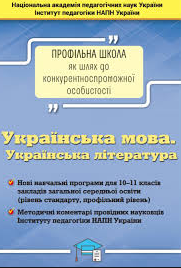 Національна академія педагогічних наук України
Інститут педагогіки НАПН України
ПРОФІЛЬНА ШКОЛА
як шлях до
конкурентноспроможної
особистості
Українська мова.
Українська література
• Нові навчальні програми для 10–11 класів
закладів загальної середньої освіти
(рівень стандарту, профільний рівень)
• Методичні коментарі провідних науковців
Інституту педагогіки НАПН України